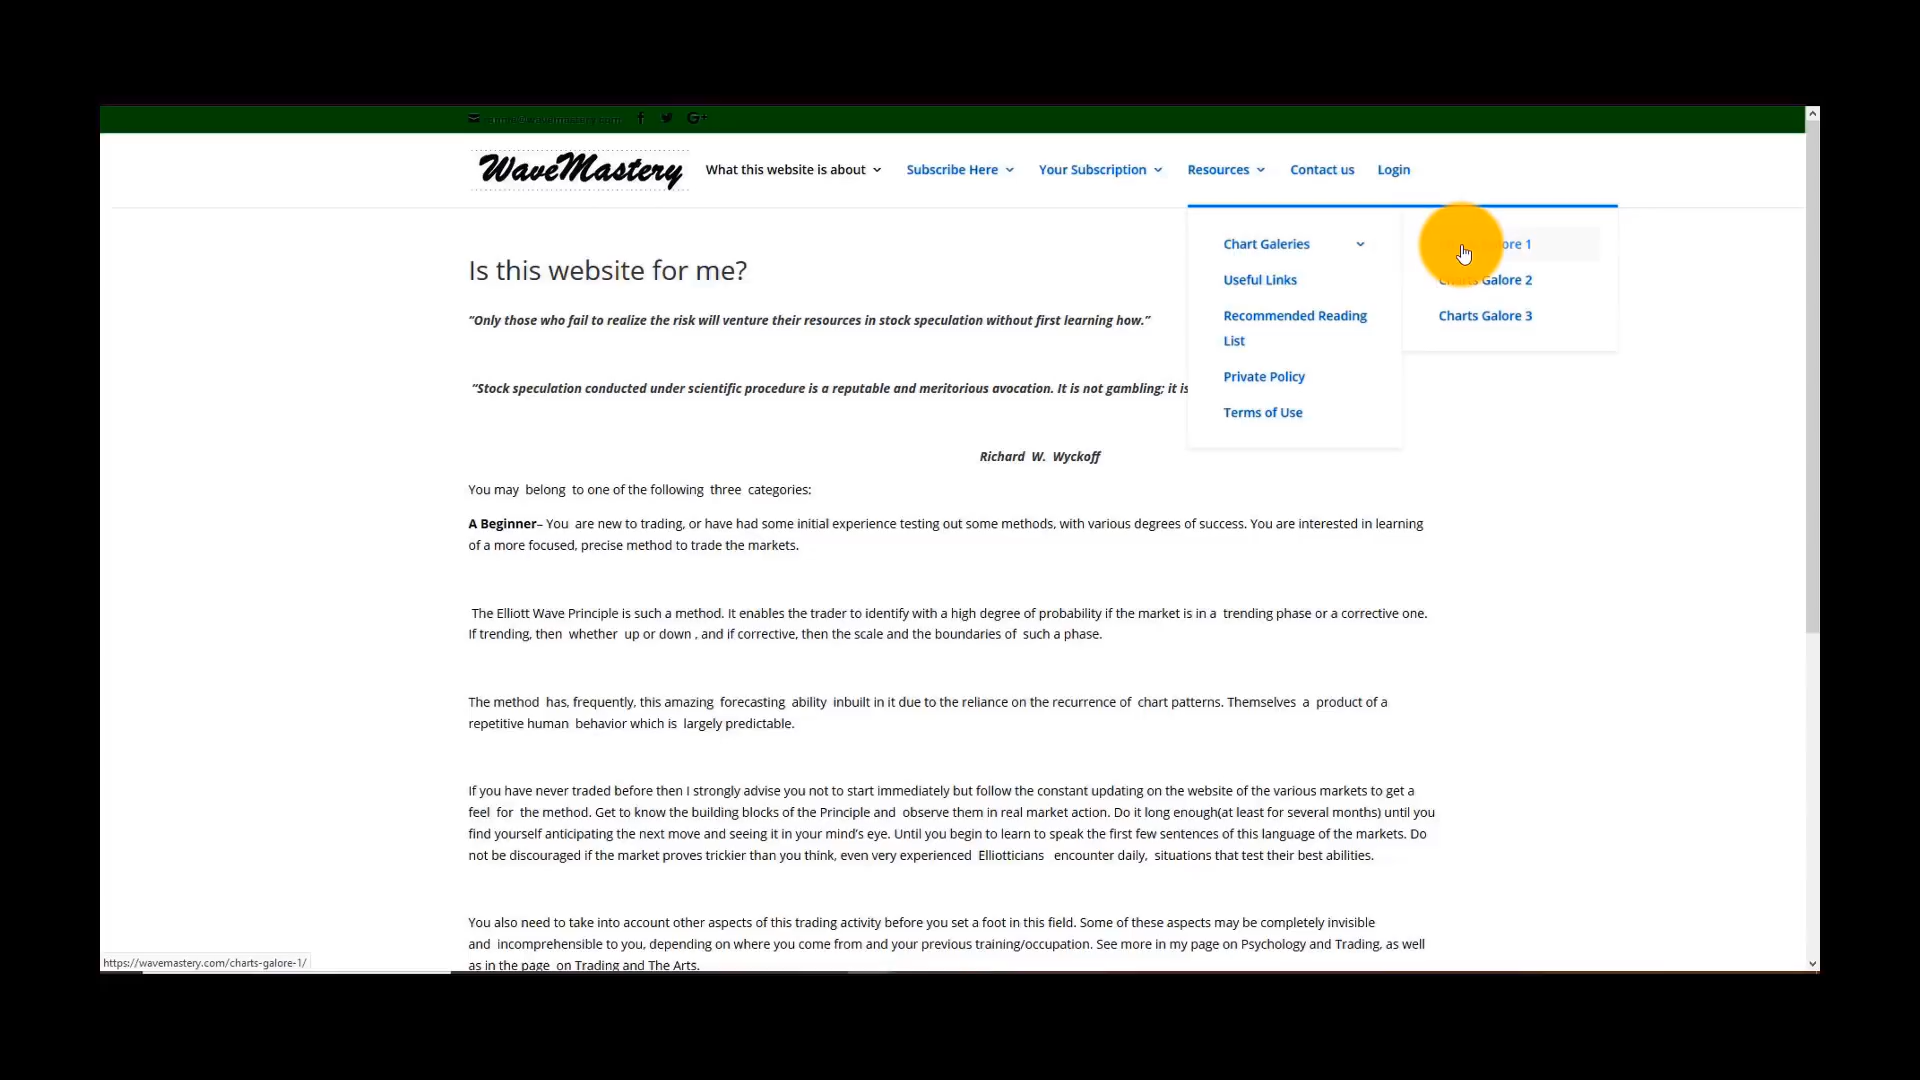 WaveMastery
What this website is about
Subscribe Here
Your Subscription
Resources
Contact us
Login
Chart Galeries
Useful Links
Recommended Reading
List
Private Policy
Terms of Use
ore 1
Charts Galore 2
Charts Galore 3
Is this website for me?
“Only those who fail to realize the risk will venture their resources in stock speculation without first learning how.”
“Stock speculation conducted under scientific procedure is a reputable and meritorious avocation. It is not gambling; it is
Richard W. Wyckoff
You may belong to one of the following three categories:
A Beginner– You are new to trading, or have had some initial experience testing out some methods, with various degrees of success. You are interested in learning
of a more focused, precise method to trade the markets.
The Elliott Wave Principle is such a method. It enables the trader to identify with a high degree of probability if the market is in a trending phase or a corrective one.
If trending, then whether up or down , and if corrective, then the scale and the boundaries of such a phase.
The method has, frequently, this amazing forecasting ability inbuilt in it due to the reliance on the recurrence of chart patterns. Themselves a product of a
repetitive human behavior which is largely predictable.
If you have never traded before then I strongly advise you not to start immediately but follow the constant updating on the website of the various markets to get a
feel for the method. Get to know the building blocks of the Principle and observe them in real market action. Do it long enough(at least for several months) until you
find yourself anticipating the next move and seeing it in your mind’s eye. Until you begin to learn to speak the first few sentences of this language of the markets. Do
not be discouraged if the market proves trickier than you think, even very experienced Elliotticians encounter daily, situations that test their best abilities.
You also need to take into account other aspects of this trading activity before you set a foot in this field. Some of these aspects may be completely invisible
and incomprehensible to you, depending on where you come from and your previous training/occupation. See more in my page on Psychology and Trading, as well
as in the page on Trading and The Arts.
https://wavemastery.com/charts-galore-1/